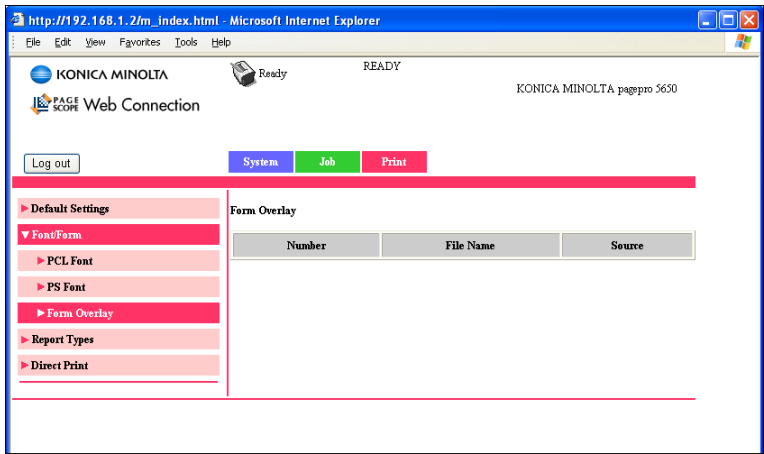 http://192.168.1.2/m_index.html - Microsoft Internet Explorer
File Edit View Favorites Tools Help
KONICA MINOLTA
Ready
READY
KONICA MINOLTA pagepro 5650
PAGE SCOPE Web Connection
Log out
System Job Print
Default Settings
Form Overlay
Font/Form
Number File Name Source
PCL Font
PS Font
Form Overlay
Report Types
Direct Print